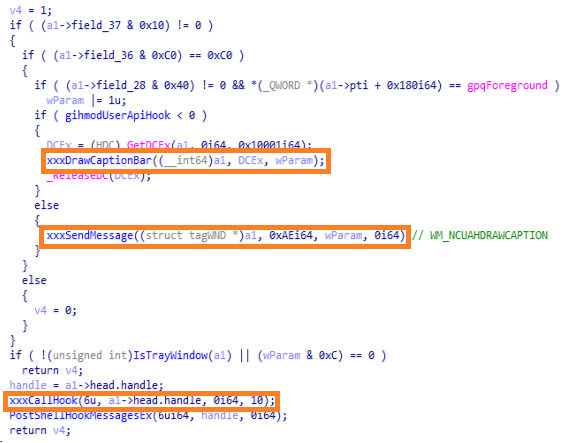 v4 = 1;
if ( (a1->field_37 & 0x10) != 0 )
{
if ( (a1->field_36 & 0xC0) == 0xC0 )
{
if ( (a1->field_28 & 0x40) != 0 && *(_QWORD *)(a1->pti + 0x180i64) == gpqForeground )
wParam |= 1u;
if ( gihmodUserApiHook < 0 )
{
DCEx = (HDC)_GetDCEx(a1, 0i64, 0x10001i64);
xxxDrawCaptionBar((__int64)a1, DCEx, wParam);
_ReleaseDC(DCEx);
}
else
{
xxxSendMessage((struct tagWND *)a1, 0xAEi64, wParam, 0i64) // WM_NCUAHDRAWCAPTION
}
}
else
{
v4 = 0;
}
}
if ( !(unsigned int)IsTrayWindow(a1) || (wParam & 0xC) == 0 )
return v4;
handle = a1->head.handle;
xxxCallHook(6u, a1->head.handle, 0i64, 10);
PostShellHookMessagesEx(6ui64, handle, 0i64);
return v4;